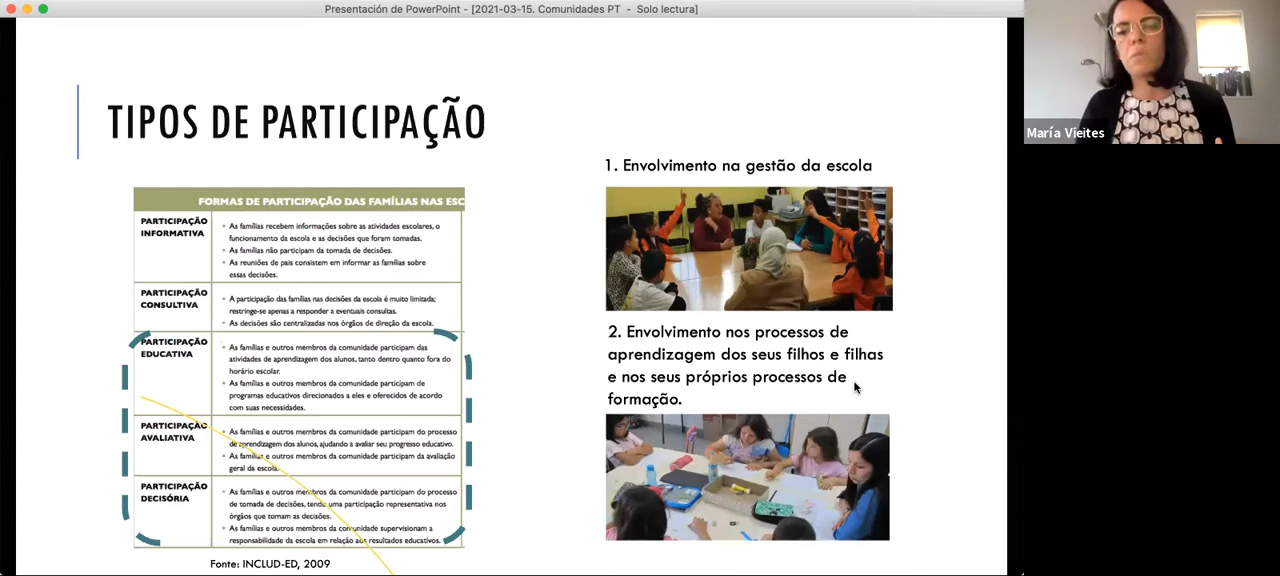 Presentación de PowerPoint - [2021-03-15. Comunidades PT - Solo lectura]
TIPOS DE PARTICIPAÇÃO
FORMAS DE PARTICIPAÇÃO DAS FAMÍLIAS NAS ESC
PARTICIPAÇÃO
INFORMATIVA
• As famílias recebem informações sobre as atividades escolares, o
funcionamento da escola e as decisões que foram tomadas.
• As famílias não participam da tomada de decisões.
• As reuniões de pais consistem em informar as famílias sobre
essas decisões.
PARTICIPAÇÃO
CONSULTIVA
• A participação das famílias nas decisões da escola é muito limitada;
restringe-se apenas a responder a eventuais consultas.
• As decisões são centralizadas nos órgãos de direção da escola.
PARTICIPAÇÃO
EDUCATIVA
• As famílias e outros membros da comunidade participam das
atividades de aprendizagem dos alunos, tanto dentro quanto fora do
horário escolar.
• As famílias e outros membros da comunidade participam de
programas educativos direcionados a eles e oferecidos de acordo
com suas necessidades.
PARTICIPAÇÃO
AVALIATIVA
• As famílias e outros membros da comunidade participam do processo
de aprendizagem dos alunos, ajudando a avaliar seu progresso educativo.
• As famílias e outros membros da comunidade participam da avaliação
geral da escola.
PARTICIPAÇÃO
DECISÓRIA
• As famílias e outros membros da comunidade participam do processo
de tomada de decisões, tendo uma participação representativa nos
órgãos que tomam as decisões.
• As famílias e outros membros da comunidade supervisionam a
responsabilidade da escola em relação aos resultados educativos.
Fonte: INCLUD-ED, 2009
1. Envolvimento na gestão da escola
2. Envolvimento nos processos de
aprendizagem dos seus filhos e filhas
e nos seus próprios processos de
formação.
María Vieites